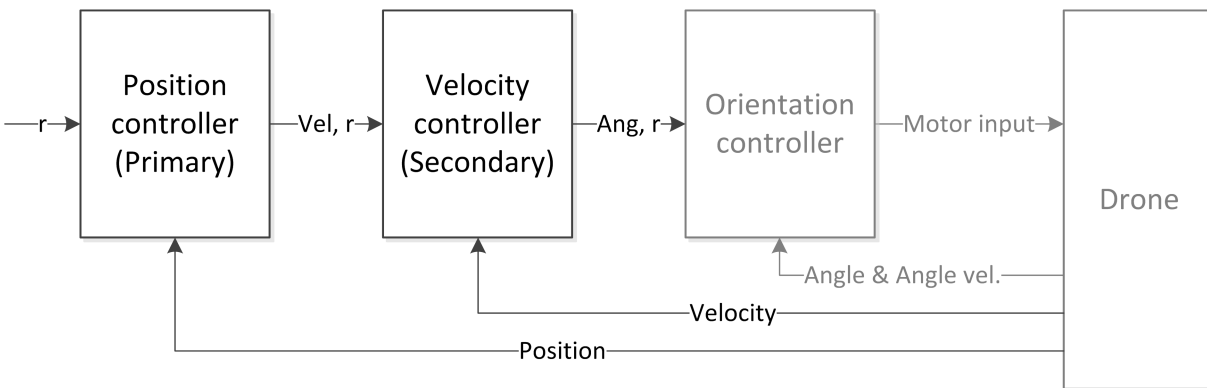 Position
controller
(Primary)
Velocity
controller
(Secondary)
Orientation
controller
Drone
r
Vel, r
Ang, r
Motor input
Angle & Angle vel.
Velocity
Position